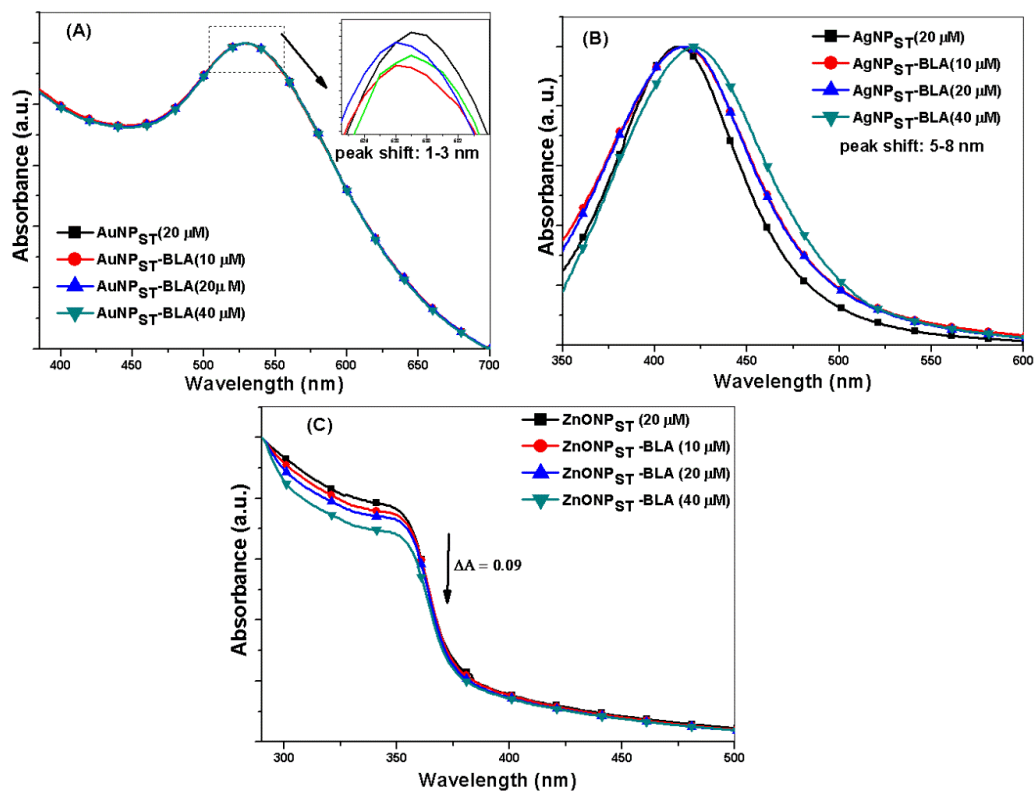 (A)
peak shift: 1-3 nm
AuNPST(20 μM)
AuNPST-BLA(10 μM)
AuNPST-BLA(20μM)
AuNPST-BLA(40 μM)
Absorbance (a.u.)
400 450 500 550 600 650 700
Wavelength (nm)
(B)
AgNPST(20 μM)
AgNPST-BLA(10 μM)
AgNPST-BLA(20 μM)
AgNPST-BLA(40 μM)
peak shift: 5-8 nm
Absorbance (a. u.)
350 400 450 500 550 600
Wavelength (nm)
(C)
ZnONPST (20 μM)
ZnONPST -BLA (10 μM)
ZnONPST -BLA (20 μM)
ZnONPST -BLA (40 μM)
ΔA = 0.09
Absorbance (a.u.)
300 350 400 450 500
Wavelength (nm)